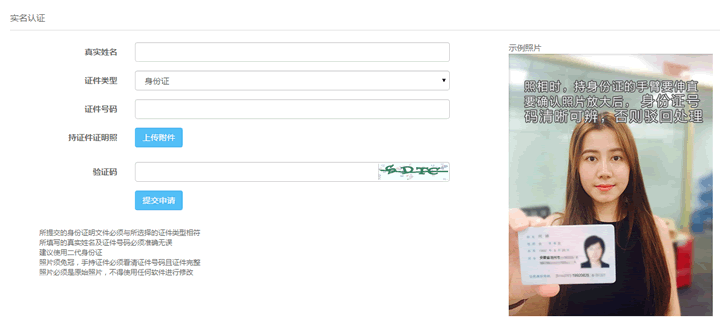 实名认证
真实姓名
证件类型
身份证
证件号码
持证件证明照
上传附件
验证码
SDTC
提交申请
所提交的身份证明文件必须与所选择的证件类型相符
所填写的真实姓名及证件号码必须准确无误
建议使用二代身份证
照片须免冠，手持证件必须看清证件号码且证件完整
照片必须是原始照片，不得使用任何软件进行修改
示例照片
照相时，持身份证的手臂要伸直
要确认照片放大后，身份证号
码清晰可辨，否则驳回处理